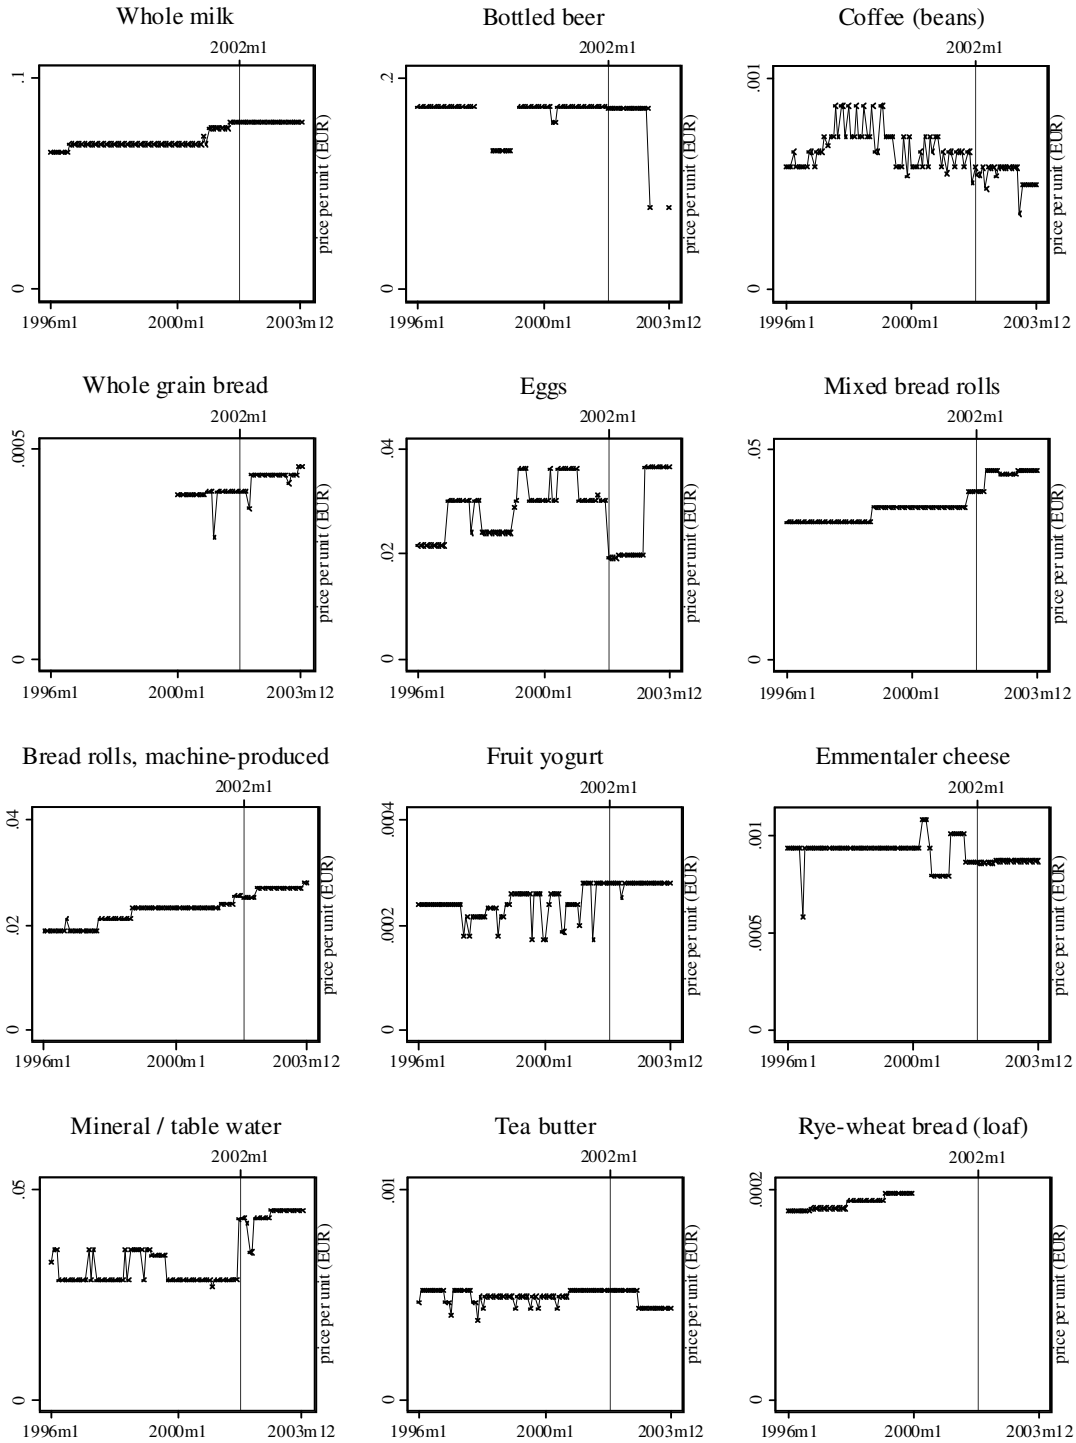 Whole milk
2002m1
.1
0
price per unit (EUR)
1996m1
2000m1
2003m12
Bottled beer
2002m1
.2
0
price per unit (EUR)
1996m1
2000m1
2003m12
Coffee (beans)
2002m1
.001
0
price per unit (EUR)
1996m1
2000m1
2003m12
Whole grain bread
2002m1
.0005
0
price per unit (EUR)
1996m1
2000m1
2003m12
Eggs
2002m1
.04
.02
0
price per unit (EUR)
1996m1
2000m1
2003m12
Mixed bread rolls
2002m1
.05
0
price per unit (EUR)
1996m1
2000m1
2003m12
Bread rolls, machine-produced
2002m1
.04
.02
0
price per unit (EUR)
1996m1
2000m1
2003m12
Fruit yogurt
2002m1
.0004
.0002
0
price per unit (EUR)
1996m1
2000m1
2003m12
Emmentaler cheese
2002m1
.001
.0005
0
price per unit (EUR)
1996m1
2000m1
2003m12
Mineral / table water
2002m1
.05
0
price per unit (EUR)
1996m1
2000m1
2003m12
Tea butter
2002m1
.001
0
price per unit (EUR)
1996m1
2000m1
2003m12
Rye-wheat bread (loaf)
2002m1
.0002
0
price per unit (EUR)
1996m1
2000m1
2003m12